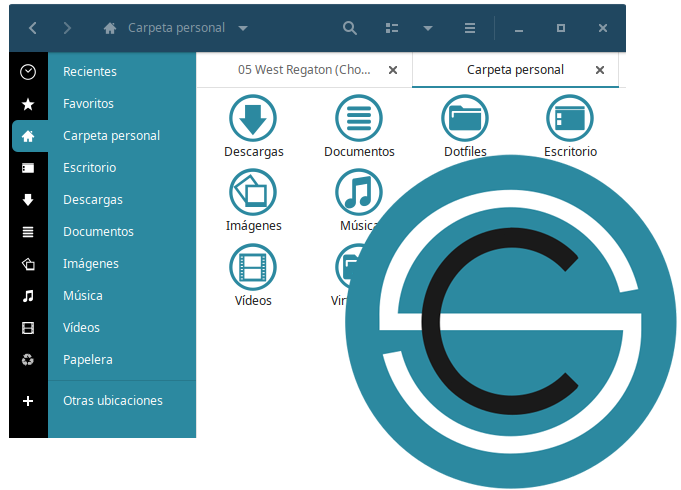 Carpeta personal
05 West Regaton (Cho...
Carpeta personal
Recientes
Favoritos
Carpeta personal
Escritorio
Descargas
Documentos
Imágenes
Música
Vídeos
Papelera
Otras ubicaciones
Descargas
Documentos
Dotfiles
Escritorio
Imágenes
Música
Vídeos